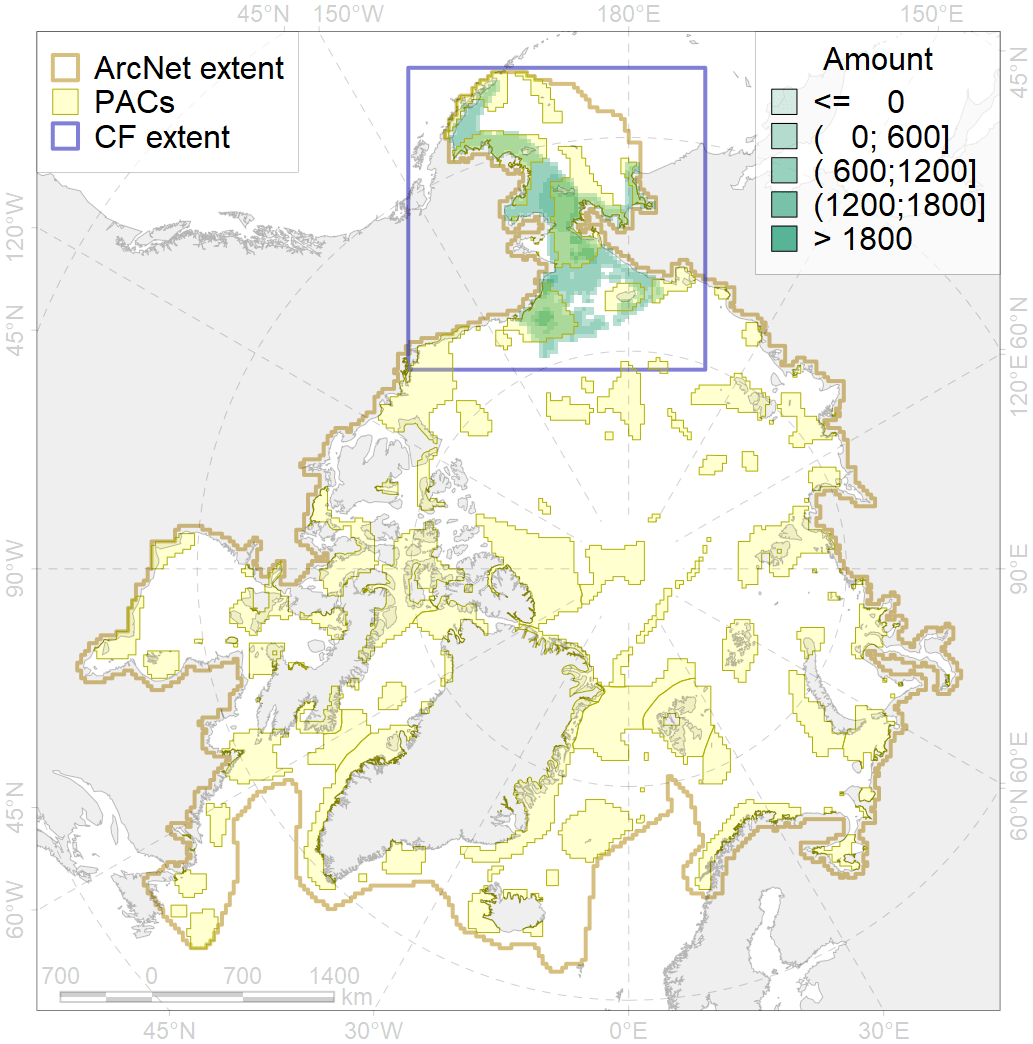 45°N 150°W 180°E 150°E
ArcNet extent
PACs
CF extent
Amount
<= 0
( 0; 600]
( 600;1200]
(1200;1800]
> 1800
45°N
120°W
45°N
90°W
45°N
60°W
60°N
120°E
90°E
60°E
60°N
700 0 700 1400
km
45°W 30°W 0°E 30°E